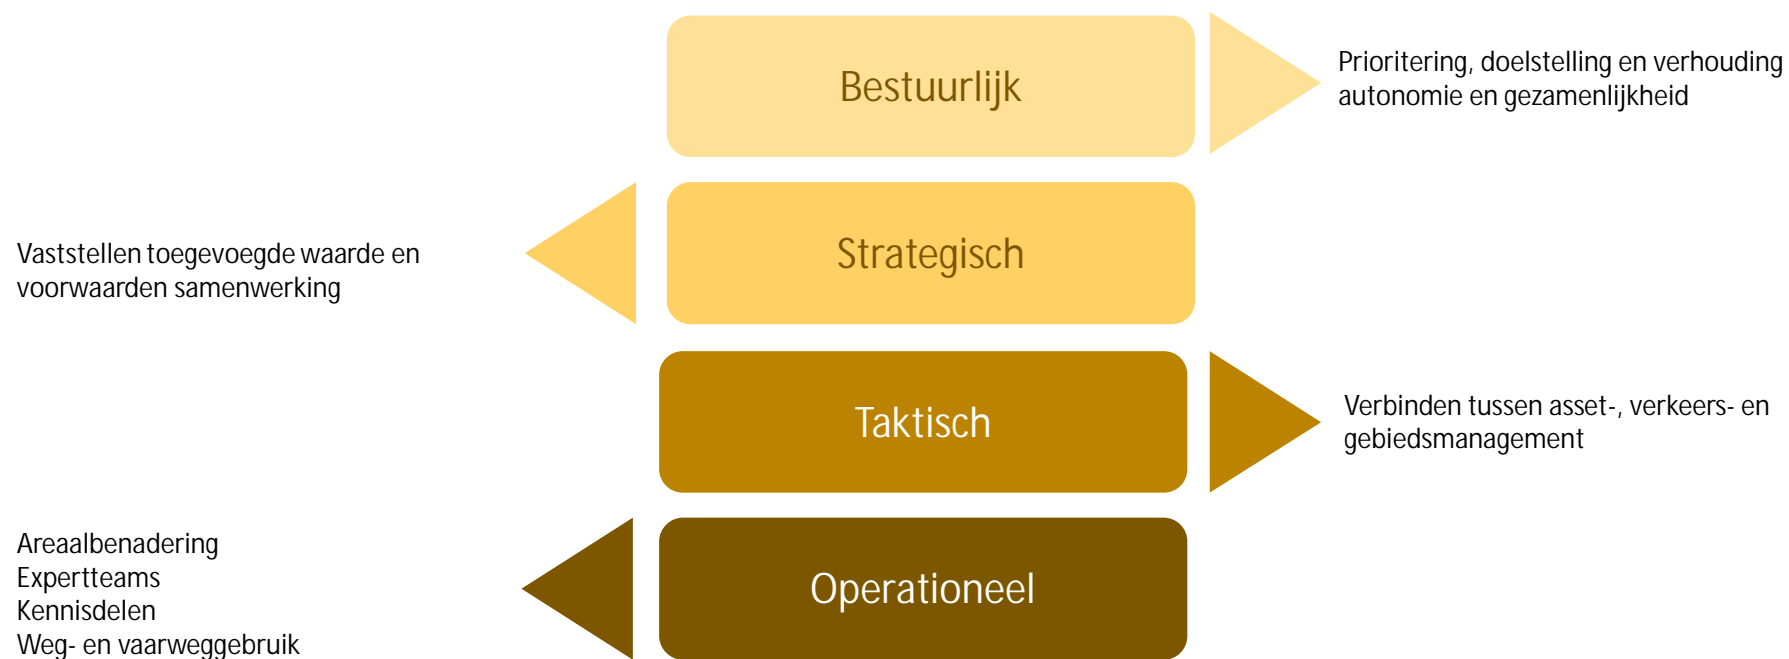 Bestuurlijk
Prioritering, doelstelling en verhouding
autonomie en gezamenlijkheid
Strategisch
Vaststellen toegevoegde waarde en
voorwaarden samenwerking
Taktisch
Verbinden tussen asset-, verkeers- en
gebiedsmanagement
Operationeel
Areaalbenadering
Expertteams
Kennisdelen
Weg- en vaarweggebruik